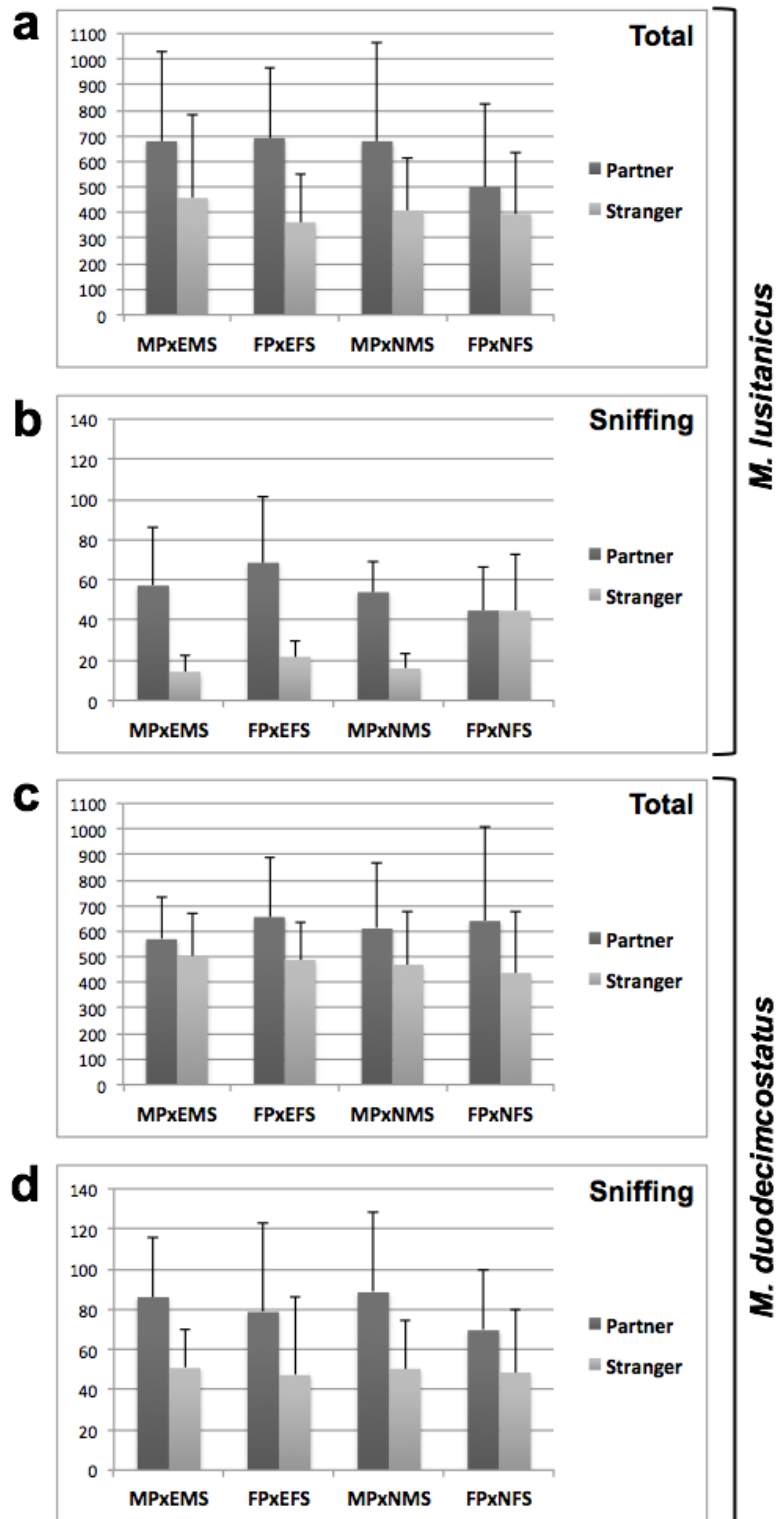 a
Total
1100
1000
900
800
700
600
500
400
300
200
100
0
Partner
Stranger
MPxEMS FPxEFS MPxNMS FPxNFS
b
Sniffing
140
120
100
80
60
40
20
0
Partner
Stranger
MPxEMS FPxEFS MPxNMS FPxNFS
M. lusitanicus
c
Total
1100
1000
900
800
700
600
500
400
300
200
100
0
Partner
Stranger
MPxEMS FPxEFS MPxNMS FPxNFS
d
Sniffing
140
120
100
80
60
40
20
0
Partner
Stranger
MPxEMS FPxEFS MPxNMS FPxNFS
M. duodecimcostatus